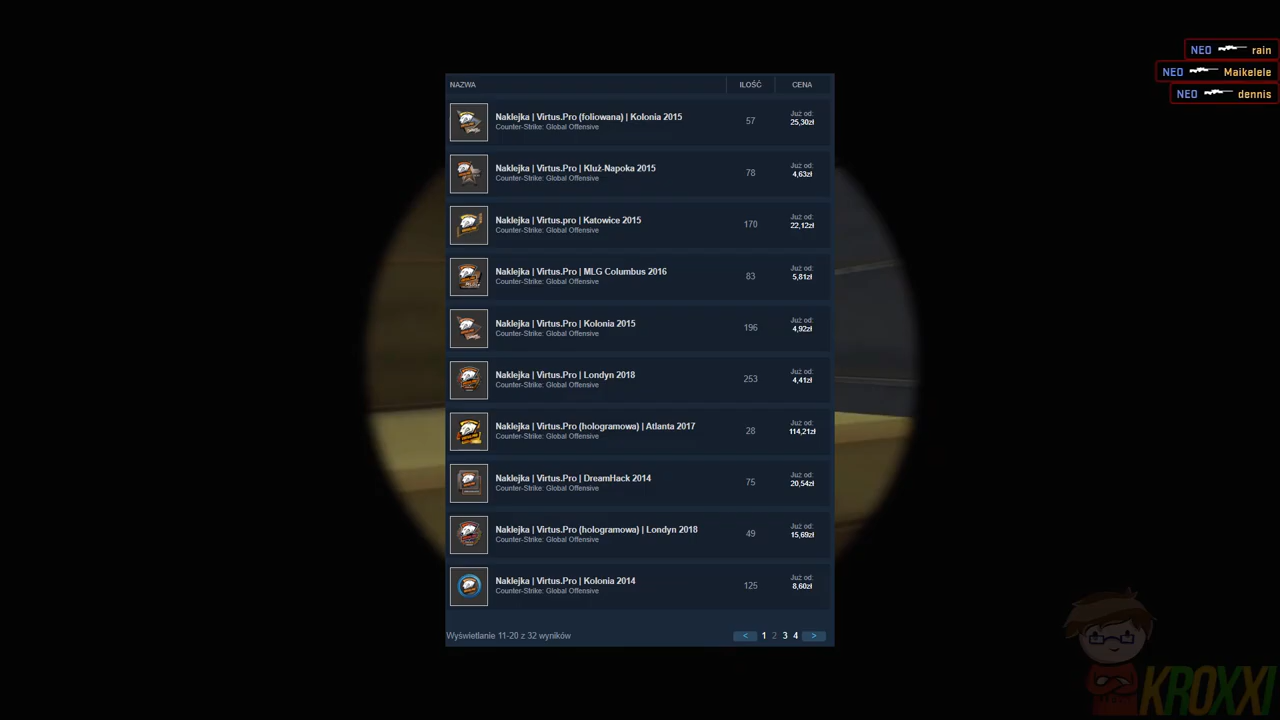 NEO rain
NEO Maikelele
NEO dennis
NAZWA ILOŚĆ CENA
Naklejka | Virtus.Pro (foliowana) | Kolonia 2015
Counter-Strike: Global Offensive
57
Już od:
25,30zł
Naklejka | Virtus.Pro | Kluż-Napoka 2015
Counter-Strike: Global Offensive
78
Już od:
4,63zł
Naklejka | Virtus.pro | Katowice 2015
Counter-Strike: Global Offensive
170
Już od:
22,12zł
Naklejka | Virtus.Pro | MLG Columbus 2016
Counter-Strike: Global Offensive
83
Już od:
5,81zł
Naklejka | Virtus.Pro | Kolonia 2015
Counter-Strike: Global Offensive
196
Już od:
4,92zł
Naklejka | Virtus.Pro | Londyn 2018
Counter-Strike: Global Offensive
253
Już od:
4,41zł
Naklejka | Virtus.Pro (hologramowa) | Atlanta 2017
Counter-Strike: Global Offensive
28
Już od:
114,21zł
Naklejka | Virtus.Pro | DreamHack 2014
Counter-Strike: Global Offensive
75
Już od:
20,54zł
Naklejka | Virtus.Pro (hologramowa) | Londyn 2018
Counter-Strike: Global Offensive
49
Już od:
15,69zł
Naklejka | Virtus.Pro | Kolonia 2014
Counter-Strike: Global Offensive
125
Już od:
8,60zł
Wyświetlanie 11-20 z 32 wyników
< 1 2 3 4 >
KROXXI